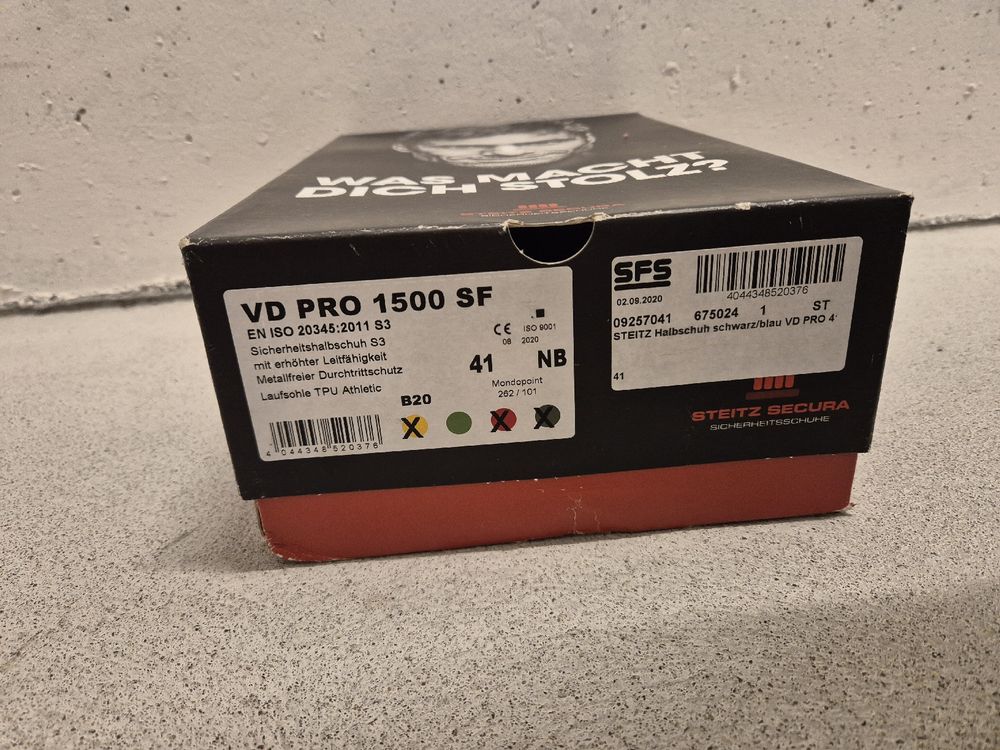 WAS MACHT
DICH STOLZ?
STEITZ SECURA
SICHERHEITSSCHUHE
VD PRO 1500 SF
EN ISO 20345:2011 S3
Sicherheitshalbschuh S3
mit erhöhter Leitfähigkeit
Metallfreier Durchtrittschutz
Laufsohle TPU Athletic
CE ISO 9001
08 2020
41 NB
Mondopoint
262 / 101
B20
X X X
4 044348 520376
SFS
02.09.2020
4044348520376
09257041 675024 1 ST
STEITZ Halbschuh schwarz/blau VD PRO 4
41
STEITZ SECURA
SICHERHEITSSCHUHE